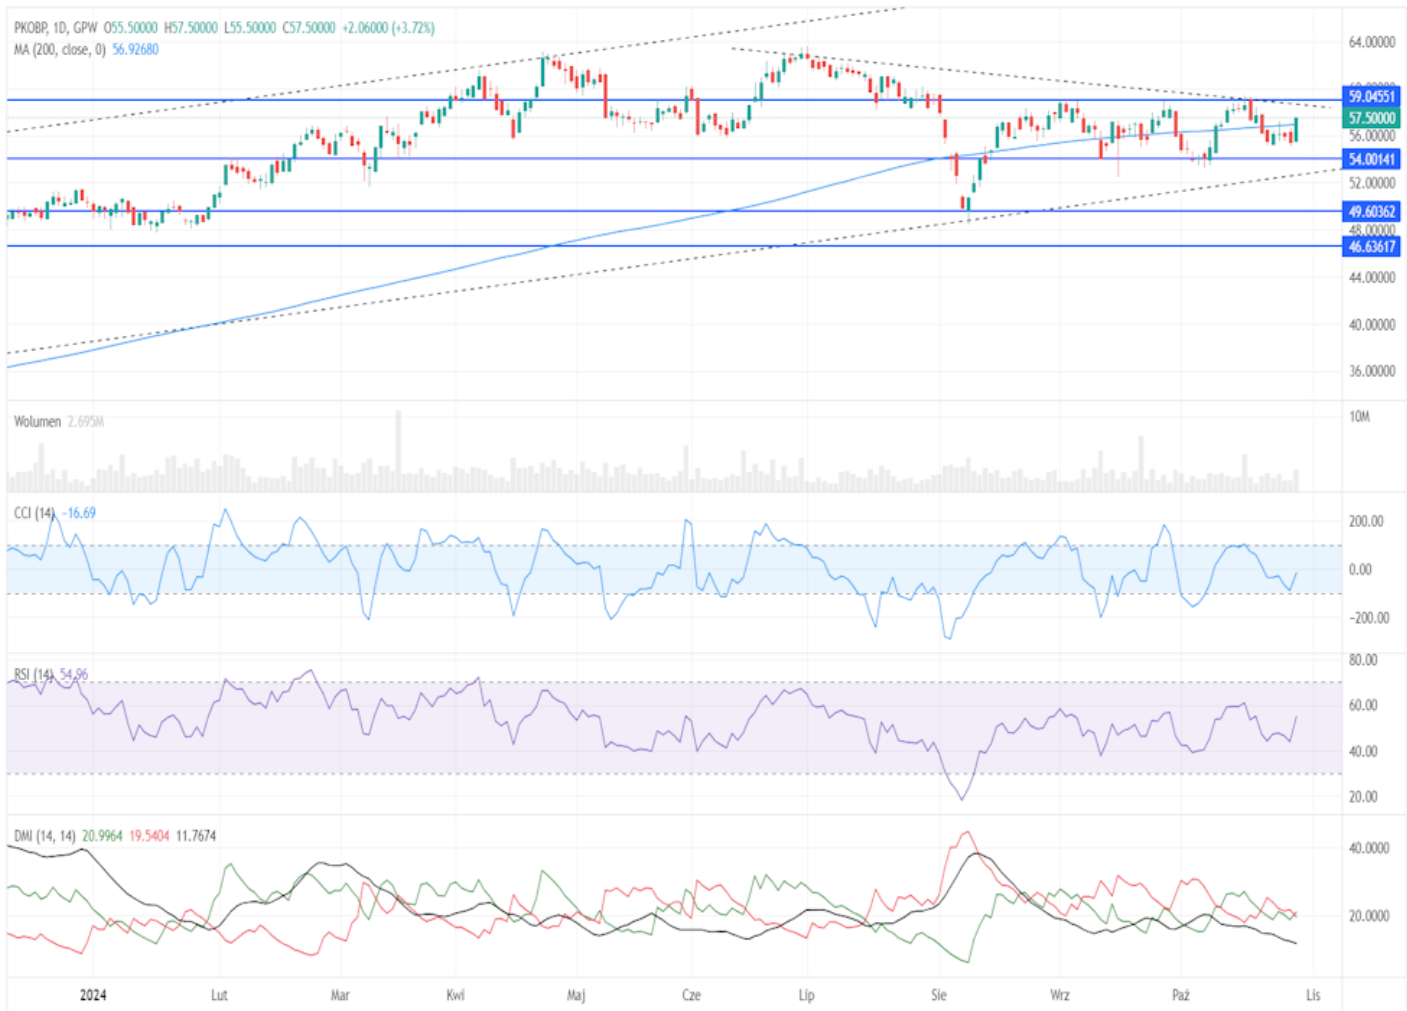 PKOBP, 1D, GPW O55.50000 H57.50000 L55.50000 C57.50000 +2.06000 (+3.72%)
MA (200, close, 0) 56.92680
64.00000
60.00000
59.04551
57.50000
56.00000
54.00141
52.00000
49.60362
48.00000
46.63617
44.00000
40.00000
36.00000
Wolumen 2.695M
10M
CCI (14) −16.69
200.00
0.00
−200.00
RSI (14) 54.96
80.00
60.00
40.00
20.00
DMI (14, 14) 20.9964 19.5404 11.7674
40.0000
20.0000
2024 Lut Mar Kwi Maj Cze Lip Sie Wrz Paź Lis